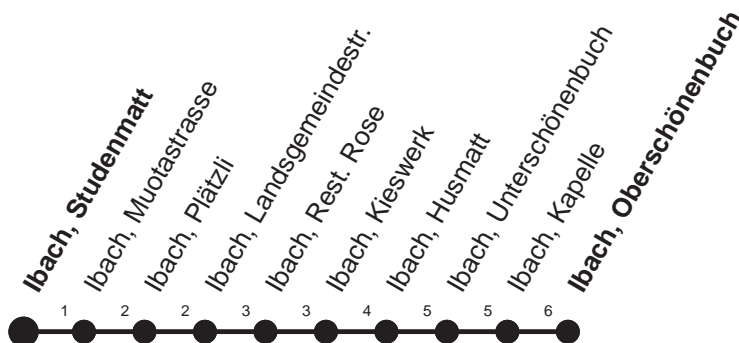 Ibach, Studenmatt
Ibach, Muotastrasse
Ibach, Plätzli
Ibach, Landsgemeindestr.
Ibach, Rest. Rose
Ibach, Kieswerk
Ibach, Husmatt
Ibach, Unterschönenbuch
Ibach, Kapelle
Ibach, Oberschönenbuch
1 2 2 3 3 4 5 5 6